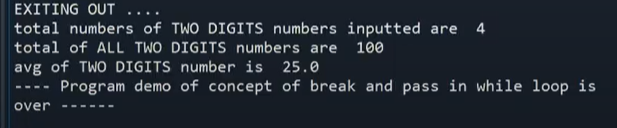 EXITING OUT ....
total numbers of TWO DIGITS numbers inputted are  4
total of ALL TWO DIGITS numbers are  100
avg of TWO DIGITS number is  25.0
---- Program demo of concept of break and pass in while loop is
over ------